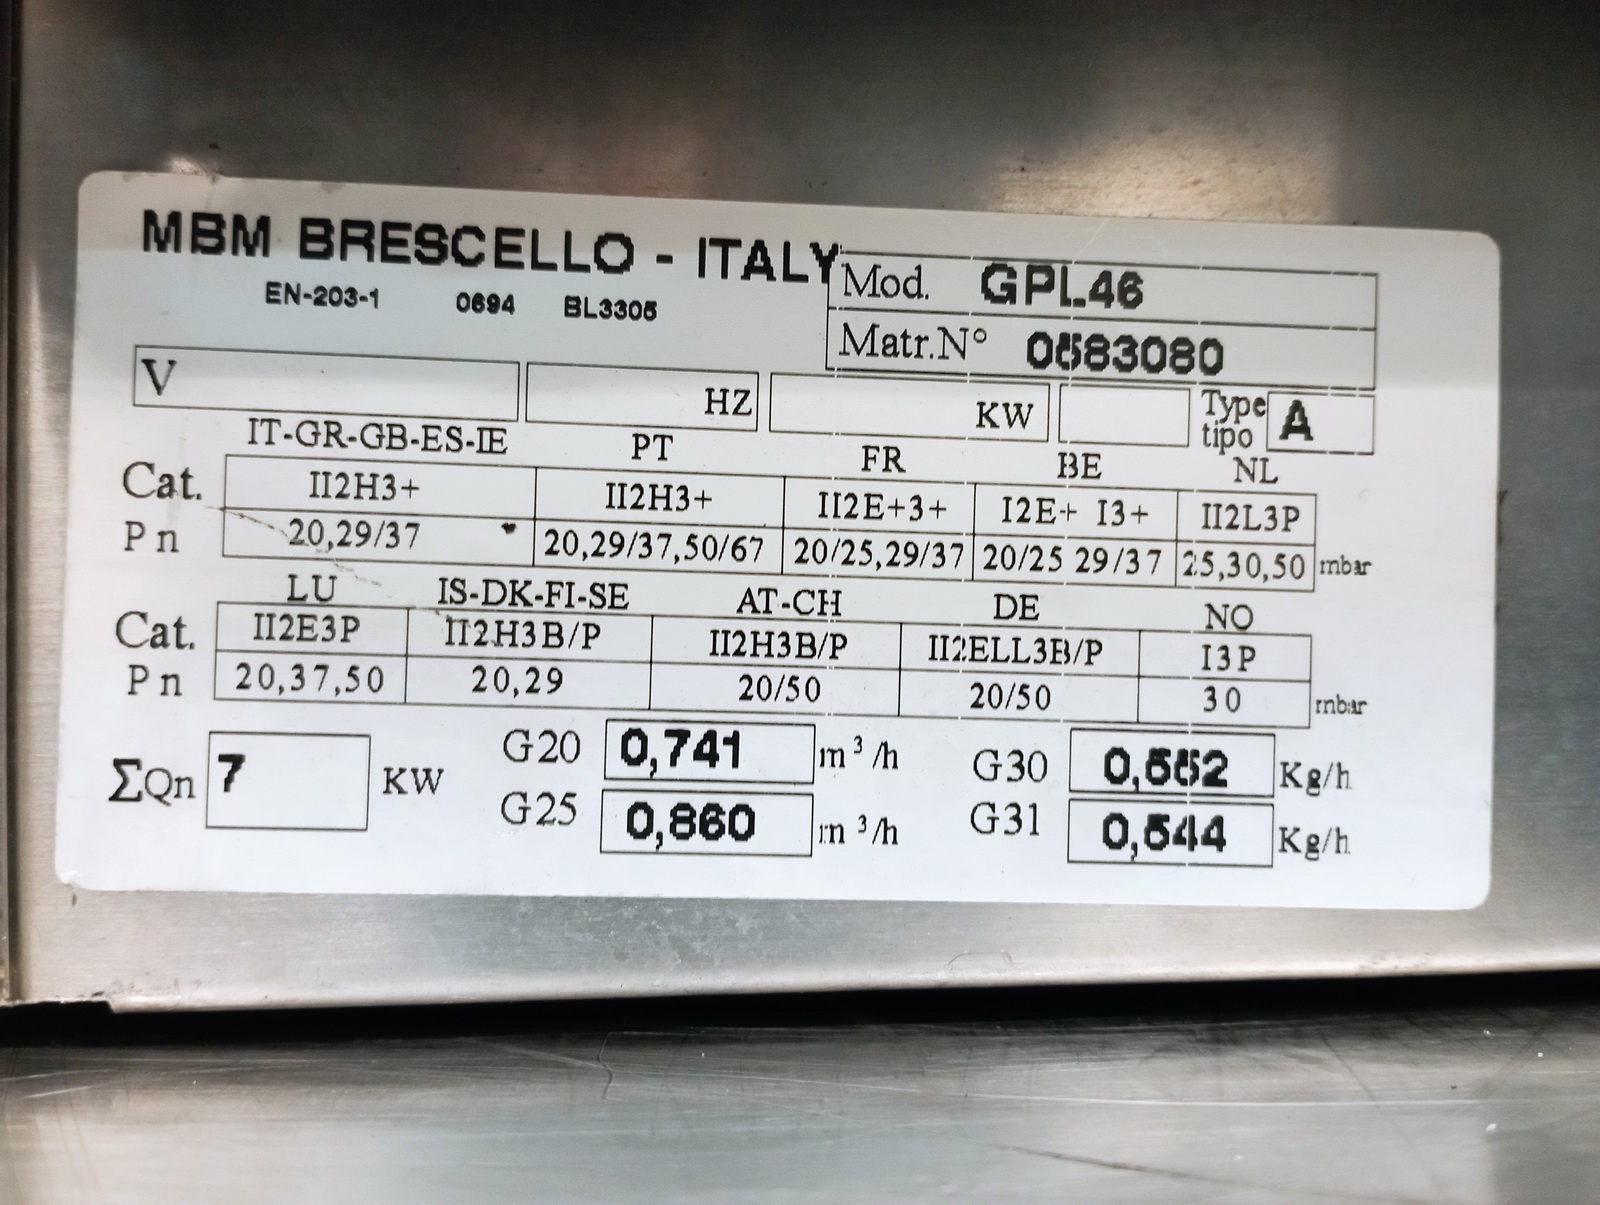 MBM BRESCELLO - ITALY
EN-203-1 0694 BL3305
Mod. GPL46
Matr.N° 0583080
V HZ KW Type tipo A
IT-GR-GB-ES-IE PT FR BE NL
Cat. II2H3+ II2H3+ II2E+3+ I2E+ I3+ II2L3P
Pn 20,29/37 20,29/37,50/67 20/25,29/37 20/25 29/37 25,30,50 mbar
LU IS-DK-FI-SE AT-CH DE NO
Cat. II2E3P II2H3B/P II2H3B/P II2ELL3B/P I3P
Pn 20,37,50 20,29 20/50 20/50 30 mbar
ΣQn 7 KW
G20 0,741 m³/h G30 0,552 Kg/h
G25 0,860 m³/h G31 0,544 Kg/h